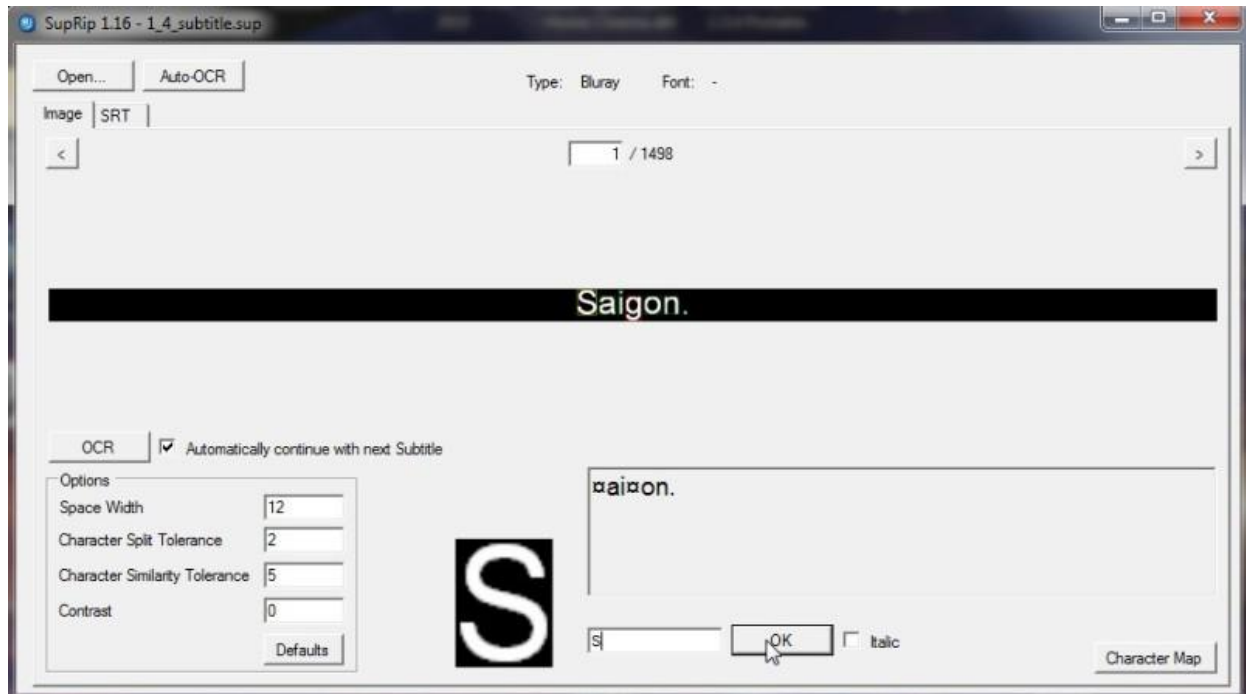 SupRip 1.16 - 1_4_subtitle.sup
Open... Auto-OCR Type: Bluray Font: -
Image SRT
< 1 / 1498 >
Saigon.
OCR Automatically continue with next Subtitle
Options
Space Width 12
Character Split Tolerance 2
Character Similarity Tolerance 5
Contrast 0
Defaults
¤ai¤on.
S
S OK Italic
Character Map